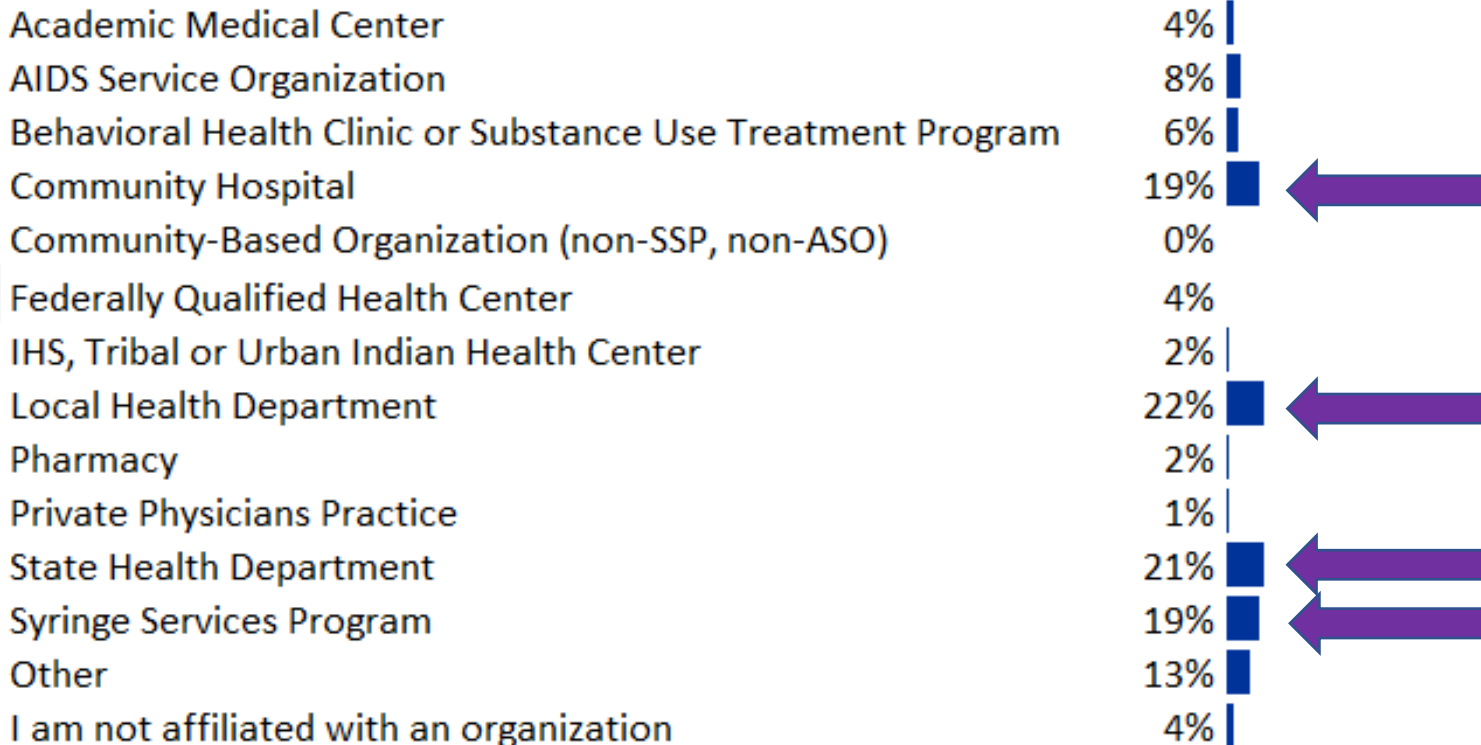 Academic Medical Center 4%
AIDS Service Organization 8%
Behavioral Health Clinic or Substance Use Treatment Program 6%
Community Hospital 19%
Community-Based Organization (non-SSP, non-ASO) 0%
Federally Qualified Health Center 4%
IHS, Tribal or Urban Indian Health Center 2%
Local Health Department 22%
Pharmacy 2%
Private Physicians Practice 1%
State Health Department 21%
Syringe Services Program 19%
Other 13%
I am not affiliated with an organization 4%